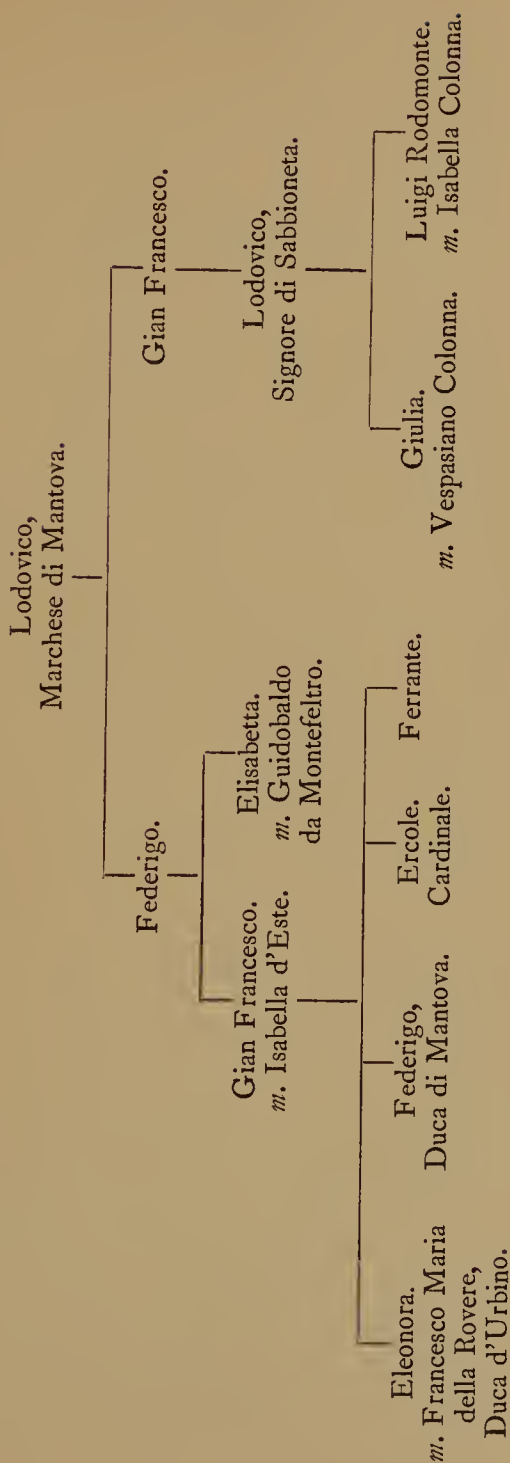 Lodovico,
Marchese di Mantova.
Federigo.
Gian Francesco.
Gian Francesco.
m. Isabella d'Este.
Elisabetta.
m. Guidobaldo
da Montefeltro.
Lodovico,
Signore di Sabbioneta.
Eleonora.
m. Francesco Maria
della Rovere,
Duca d'Urbino.
Federigo,
Duca di Mantova.
Ercole.
Cardinale.
Ferrante.
Giulia.
m. Vespasiano Colonna.
Luigi Rodomonte.
m. Isabella Colonna.